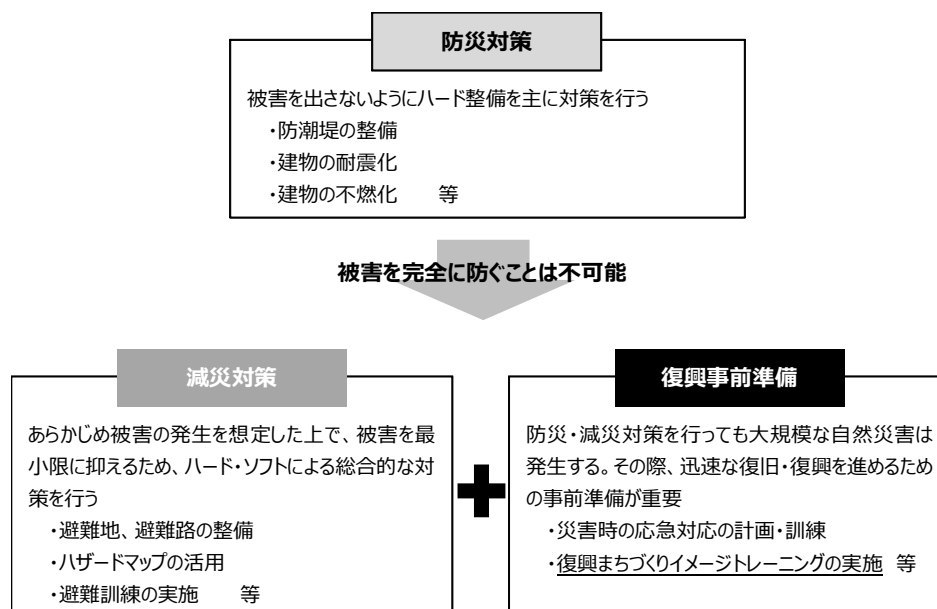 防災対策
被害を出さないようにハード整備を主に対策を行う
・防潮堤の整備
・建物の耐震化
・建物の不燃化　　等
被害を完全に防ぐことは不可能
減災対策
あらかじめ被害の発生を想定した上で、被害を最
小限に抑えるため、ハード・ソフトによる総合的な対
策を行う
・避難地、避難路の整備
・ハザードマップの活用
・避難訓練の実施　　等
復興事前準備
防災・減災対策を行っても大規模な自然災害は
発生する。その際、迅速な復旧・復興を進めるため
の事前準備が重要
・災害時の応急対応の計画・訓練
・復興まちづくりイメージトレーニングの実施　等